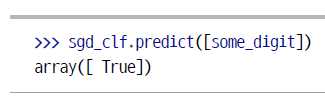 >>> sgd_clf.predict([some_digit])
array([ True])